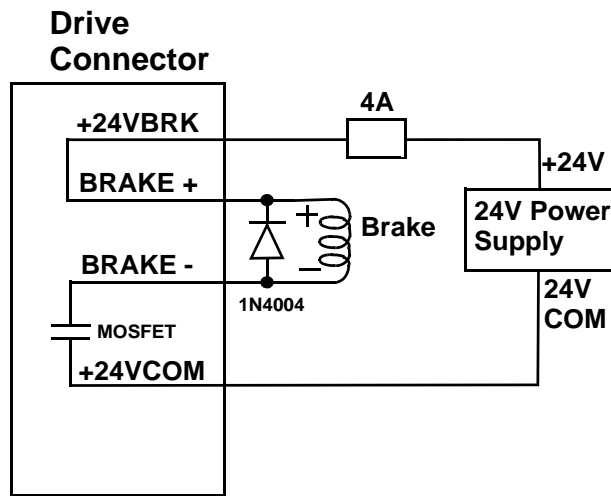 Drive
Connector
4A
+24VBRK
+24V
BRAKE +
24V Power
Supply
+
Brake
–
BRAKE -
1N4004
24V
COM
MOSFET
+24VCOM